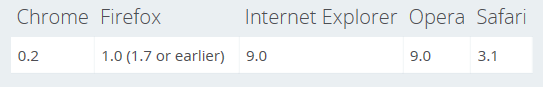 Chrome Firefox Internet Explorer Opera Safari
0.2 1.0 (1.7 or earlier) 9.0 9.0 3.1